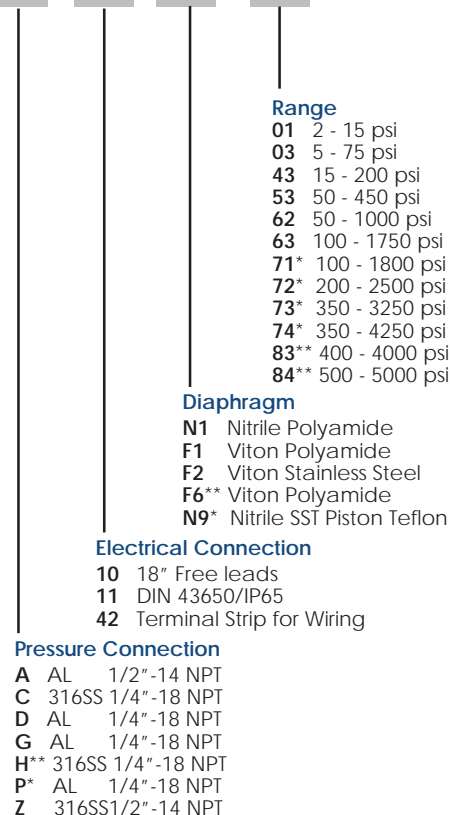 Range
01 2 - 15 psi
03 5 - 75 psi
43 15 - 200 psi
53 50 - 450 psi
62 50 - 1000 psi
63 100 - 1750 psi
71* 100 - 1800 psi
72* 200 - 2500 psi
73* 350 - 3250 psi
74* 350 - 4250 psi
83** 400 - 4000 psi
84** 500 - 5000 psi
Diaphragm
N1 Nitrile Polyamide
F1 Viton Polyamide
F2 Viton Stainless Steel
F6** Viton Polyamide
N9* Nitrile SST Piston Teflon
Electrical Connection
10 18" Free leads
11 DIN 43650/IP65
42 Terminal Strip for Wiring
Pressure Connection
A AL 1/2"-14 NPT
C 316SS 1/4"-18 NPT
D AL 1/4"-18 NPT
G AL 1/4"-18 NPT
H** 316SS 1/4"-18 NPT
P* AL 1/4"-18 NPT
Z 316SS1/2"-14 NPT